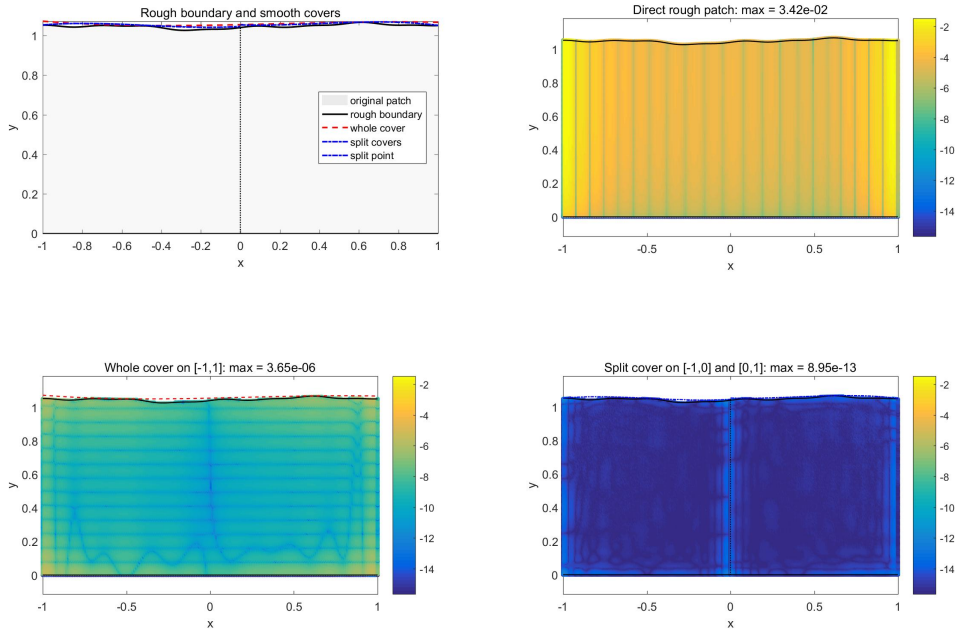 Rough boundary and smooth covers
1
0.8
0.6
0.4
0.2
0
y
original patch
rough boundary
whole cover
split covers
split point
-1 -0.8 -0.6 -0.4 -0.2 0 0.2 0.4 0.6 0.8 1
x
Direct rough patch: max = 3.42e-02
1
0.8
0.6
0.4
0.2
0
y
-1 -0.5 0 0.5 1
x
-2
-4
-6
-8
-10
-12
-14
Whole cover on [-1,1]: max = 3.65e-06
1
0.8
0.6
0.4
0.2
0
y
-1 -0.5 0 0.5 1
x
-2
-4
-6
-8
-10
-12
-14
Split cover on [-1,0] and [0,1]: max = 8.95e-13
1
0.8
0.6
0.4
0.2
0
y
-1 -0.5 0 0.5 1
x
-2
-4
-6
-8
-10
-12
-14